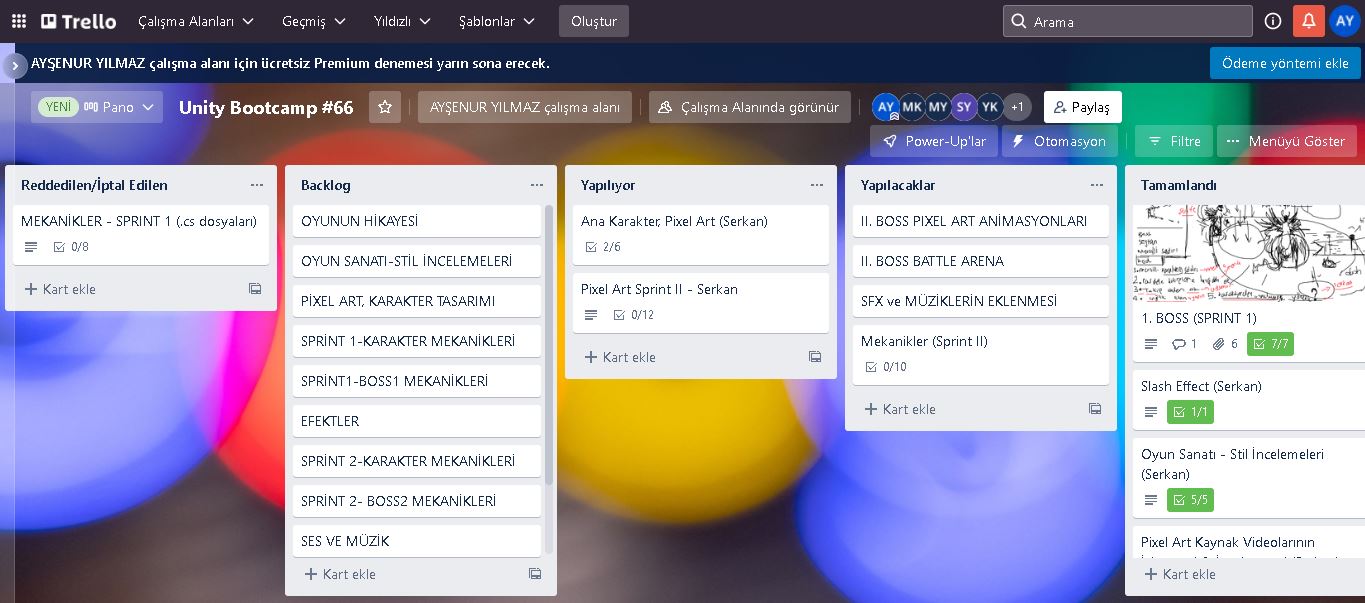 Trello
Çalışma Alanları
Geçmiş
Yıldızlı
Şablonlar
Oluştur
Arama
AY
AYŞENUR YILMAZ çalışma alanı için ücretsiz Premium denemesi yarın sona erecek.
Ödeme yöntemi ekle
YENİ
Pano
Unity Bootcamp #66
AYŞENUR YILMAZ çalışma alanı
Çalışma Alanında görünür
AY
MK
MY
SY
YK
+1
Paylaş
Power-Up'lar
Otomasyon
Filtre
Menüyü Göster
Reddedilen/İptal Edilen
MEKANİKLER - SPRINT 1 (.cs dosyaları)
0/8
Kart ekle
Backlog
OYUNUN HİKAYESİ
OYUN SANATI-STİL İNCELEMELERİ
PİXEL ART, KARAKTER TASARIMI
SPRINT 1-KARAKTER MEKANİKLERİ
SPRİNT1-BOSS1 MEKANİKLERİ
EFEKTLER
SPRİNT 2-KARAKTER MEKANİKLERİ
SPRİNT 2- BOSS2 MEKANİKLERİ
SES VE MÜZİK
Kart ekle
Yapılıyor
Ana Karakter, Pixel Art (Serkan)
2/6
Pixel Art Sprint II - Serkan
0/12
Kart ekle
Yapılacaklar
II. BOSS PIXEL ART ANİMASYONLARI
II. BOSS BATTLE ARENA
SFX ve MÜZİKLERİN EKLENMESİ
Mekanikler (Sprint II)
0/10
Kart ekle
Tamamlandı
1. BOSS (SPRINT 1)
1
6
7/7
Slash Effect (Serkan)
1/1
Oyun Sanatı - Stil İncelemeleri
(Serkan)
5/5
Pixel Art Kaynak Videolarının
Kart ekle